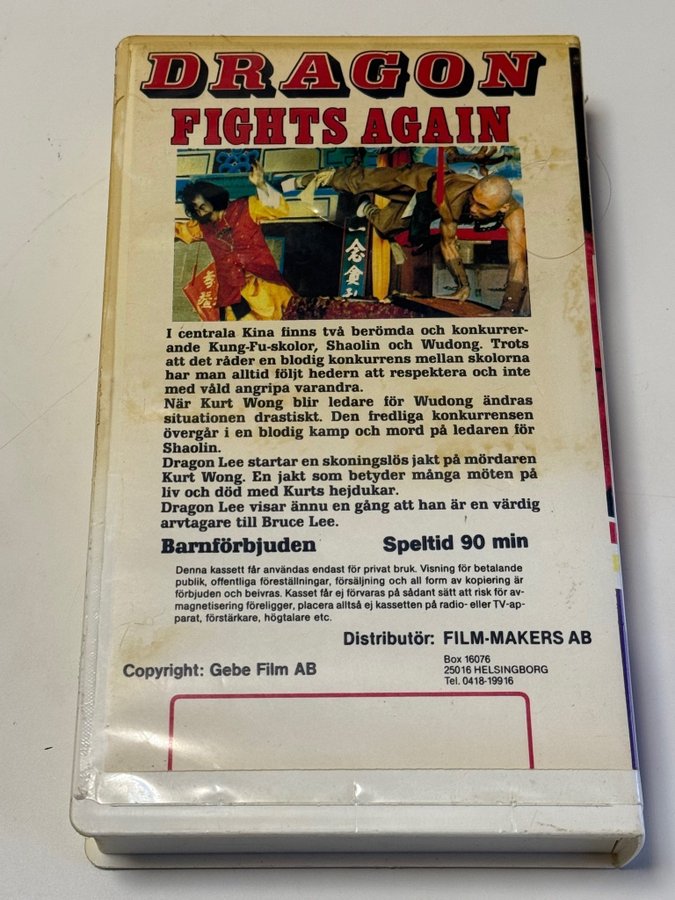 DRAGON
FIGHTS AGAIN
I centrala Kina finns två berömda och konkurrer-
ande Kung-Fu-skolor, Shaolin och Wudong. Trots
att det råder en blodig konkurrens mellan skolorna
har man alltid följt hedern att respektera och inte
med våld angripa varandra.
När Kurt Wong blir ledare för Wudong ändras
situationen drastiskt. Den fredliga konkurrensen
övergår i en blodig kamp och mord på ledaren för
Shaolin.
Dragon Lee startar en skoningslös jakt på mördaren
Kurt Wong. En jakt som betyder många möten på
liv och död med Kurts hejdukar.
Dragon Lee visar ännu en gång att han är en värdig
arvtagare till Bruce Lee.
Barnförbjuden Speltid 90 min
Denna kassett får användas endast för privat bruk. Visning för betalande
publik, offentliga föreställningar, försäljning och all form av kopiering är
förbjuden och beivras. Kasset får ej förvaras på sådant sätt att risk för av-
magnetisering föreligger, placera alltså ej kassetten på radio- eller TV-ap-
parat, förstärkare, högtalare etc.
Distributör: FILM-MAKERS AB
Box 16076
25016 HELSINGBORG
Tel. 0418-199 16
Copyright: Gebe Film AB